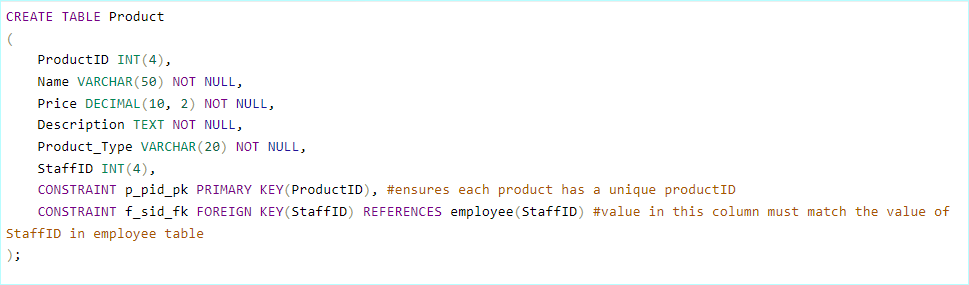 CREATE TABLE Product
(
    ProductID INT(4),
    Name VARCHAR(50) NOT NULL,
    Price DECIMAL(10, 2) NOT NULL,
    Description TEXT NOT NULL,
    Product_Type VARCHAR(20) NOT NULL,
    StaffID INT(4),
    CONSTRAINT p_pid_pk PRIMARY KEY(ProductID), #ensures each product has a unique productID
    CONSTRAINT f_sid_fk FOREIGN KEY(StaffID) REFERENCES employee(StaffID) #value in this column must match the value of
StaffID in employee table
);